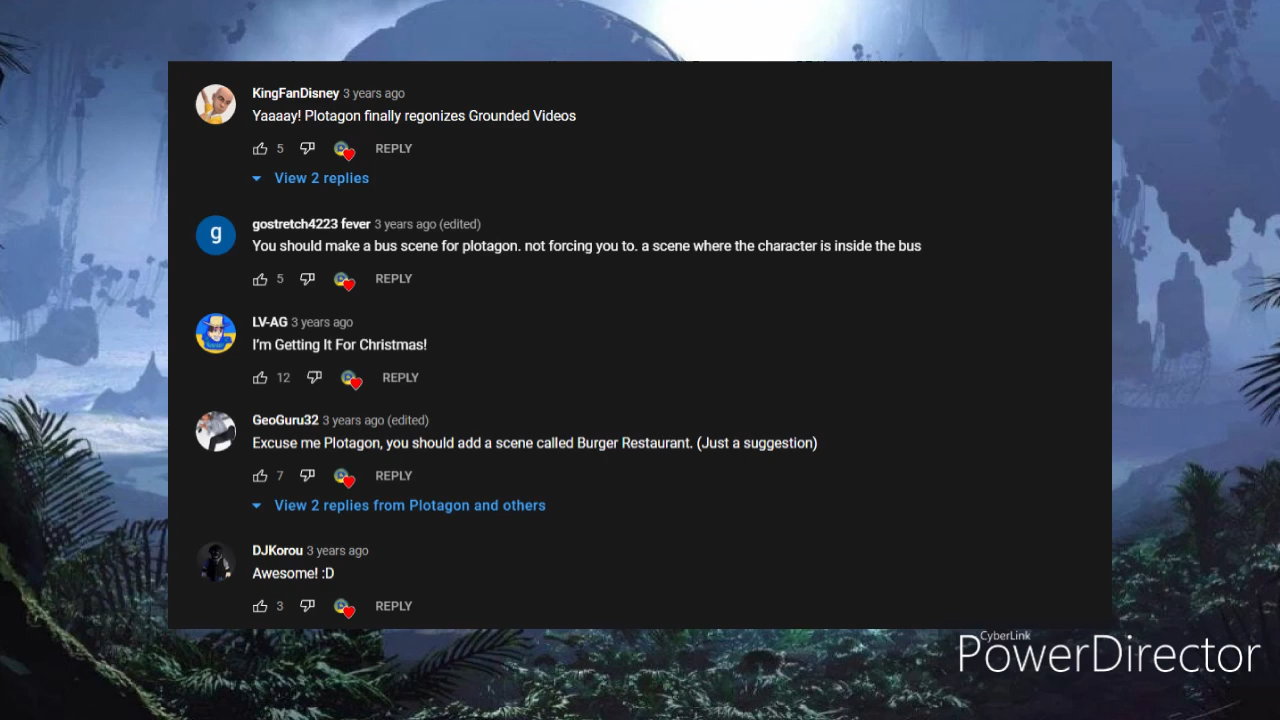 KingFanDisney 3 years ago
Yaaaay! Plotagon finally regonizes Grounded Videos
5 REPLY
View 2 replies
g
gostretch4223 fever 3 years ago (edited)
You should make a bus scene for plotagon. not forcing you to. a scene where the character is inside the bus
5 REPLY
LV-AG 3 years ago
I'm Getting It For Christmas!
12 REPLY
GeoGuru32 3 years ago (edited)
Excuse me Plotagon, you should add a scene called Burger Restaurant. (Just a suggestion)
7 REPLY
View 2 replies from Plotagon and others
DJKorou 3 years ago
Awesome! :D
3 REPLY
CyberLink
PowerDirector